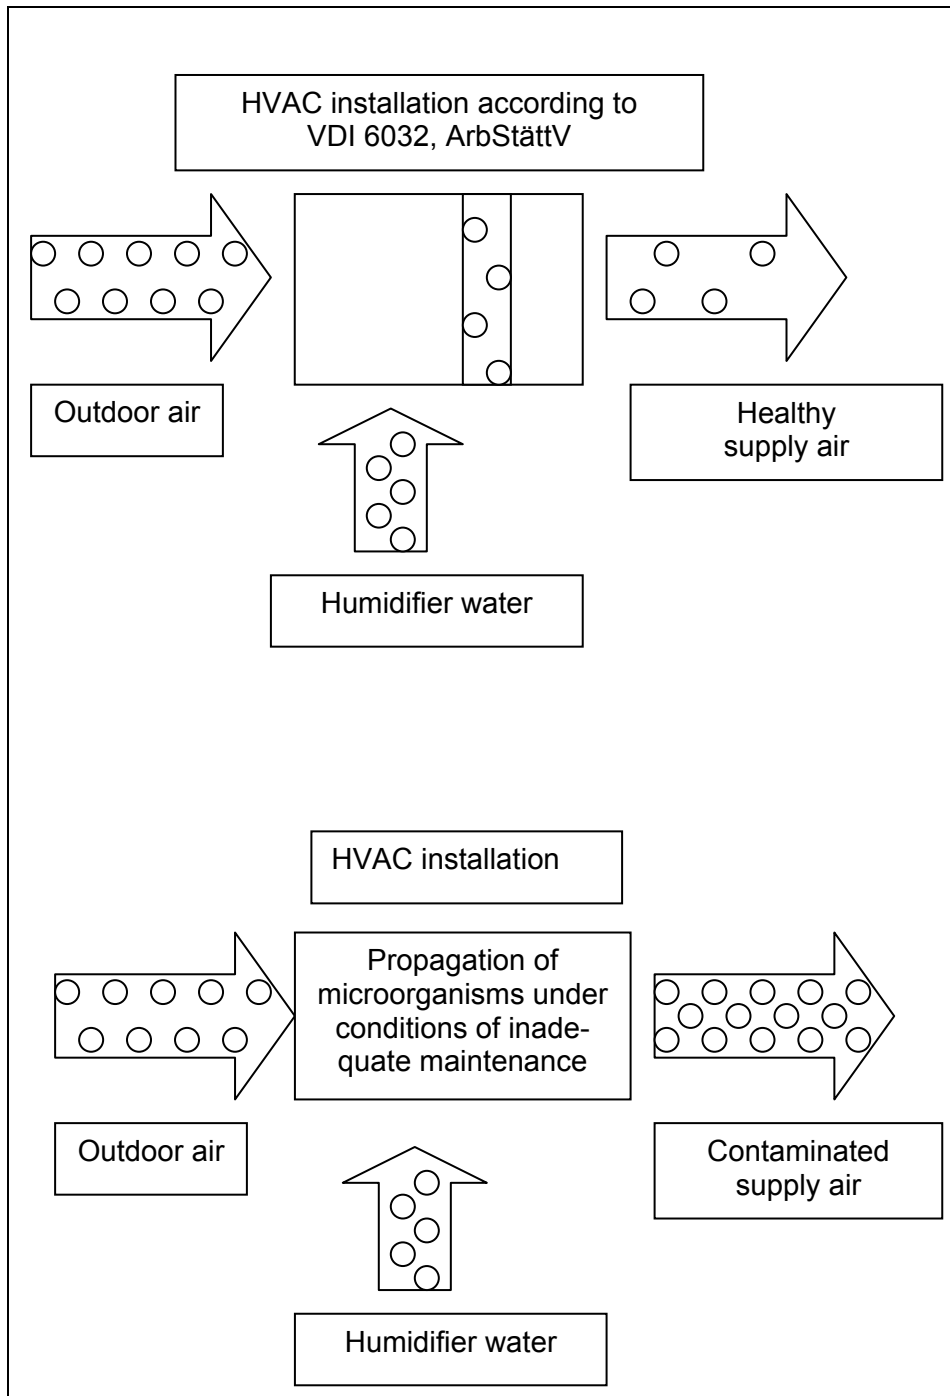 HVAC installation according to
VDI 6032, ArbStättV
Outdoor air
Healthy
supply air
Humidifier water
HVAC installation
Propagation of
microorganisms under
conditions of inade-
quate maintenance
Outdoor air
Contaminated
supply air
Humidifier water